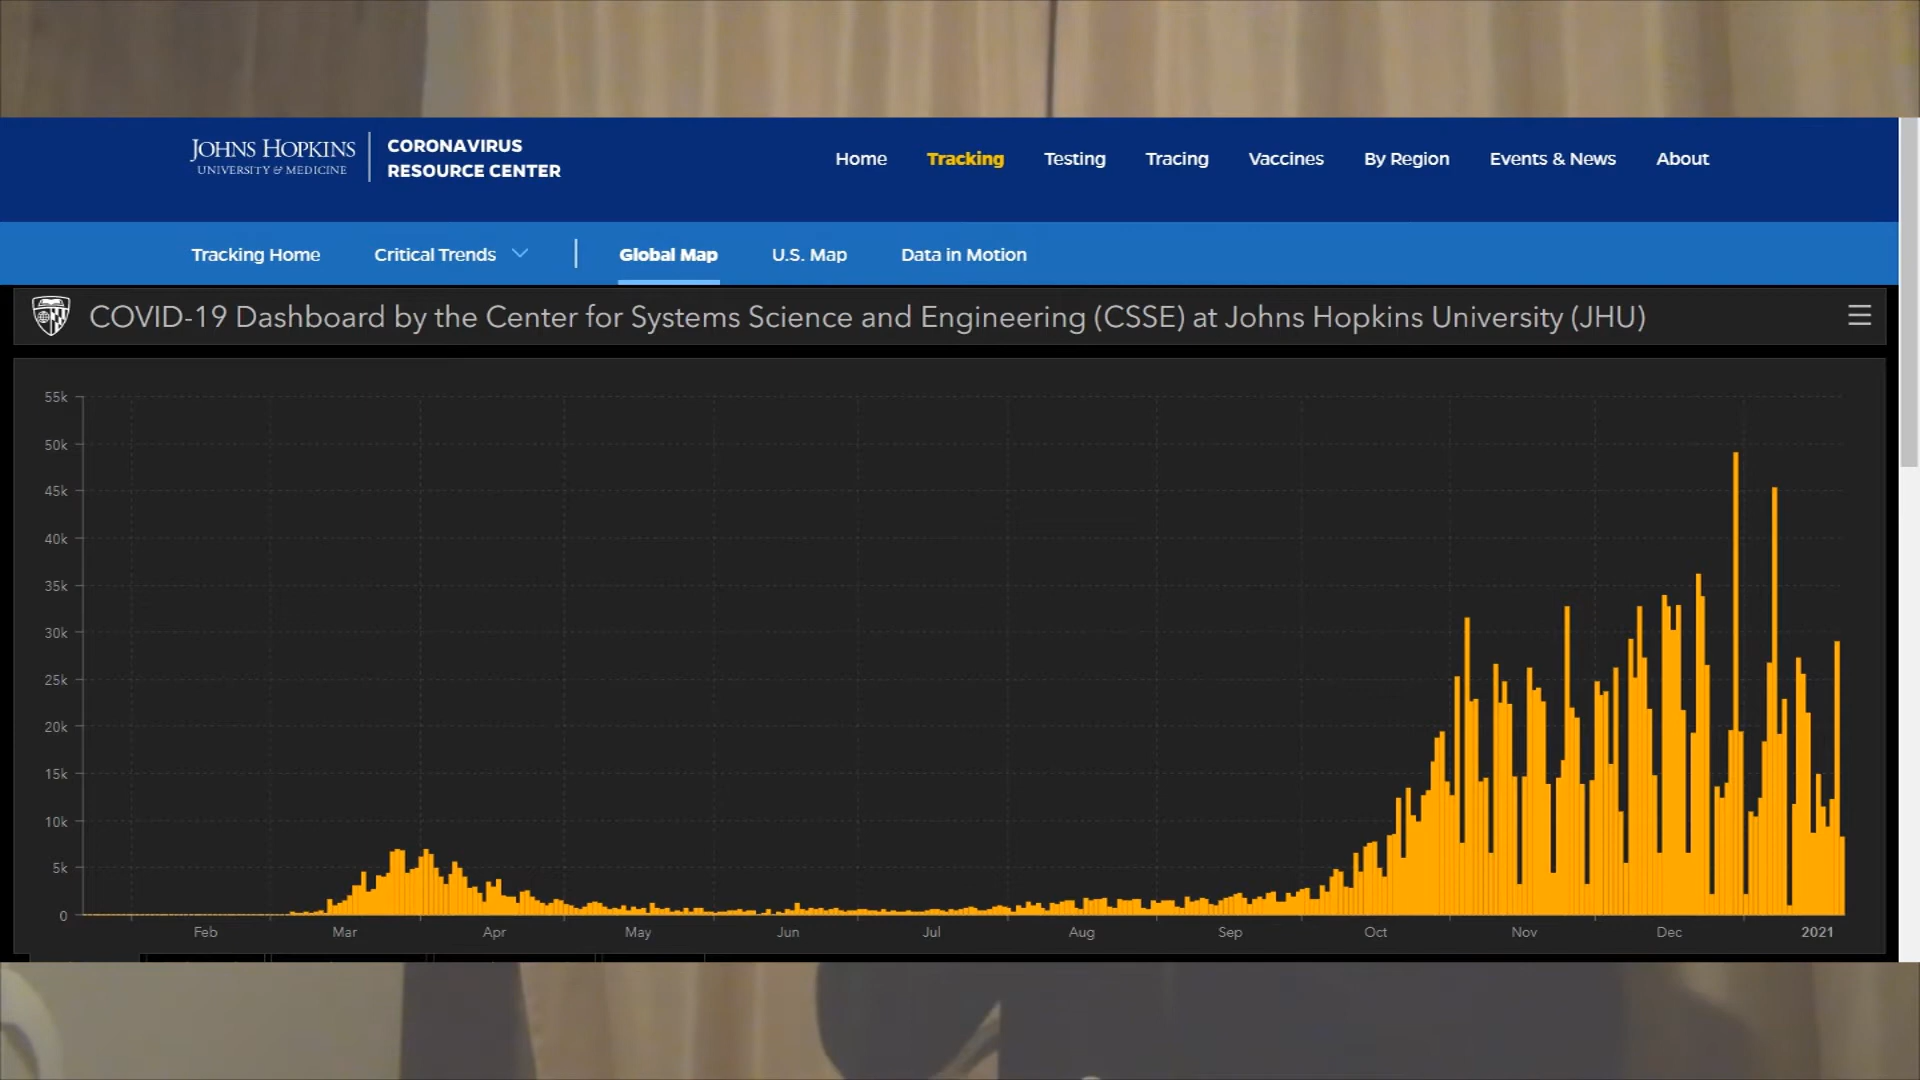 JOHNS HOPKINS
UNIVERSITY & MEDICINE
CORONAVIRUS
RESOURCE CENTER
Home Tracking Testing Tracing Vaccines By Region Events & News About
Tracking Home Critical Trends Global Map U.S. Map Data in Motion
COVID-19 Dashboard by the Center for Systems Science and Engineering (CSSE) at Johns Hopkins University (JHU)
55k
50k
45k
40k
35k
30k
25k
20k
15k
10k
5k
0
Feb Mar Apr May Jun Jul Aug Sep Oct Nov Dec 2021